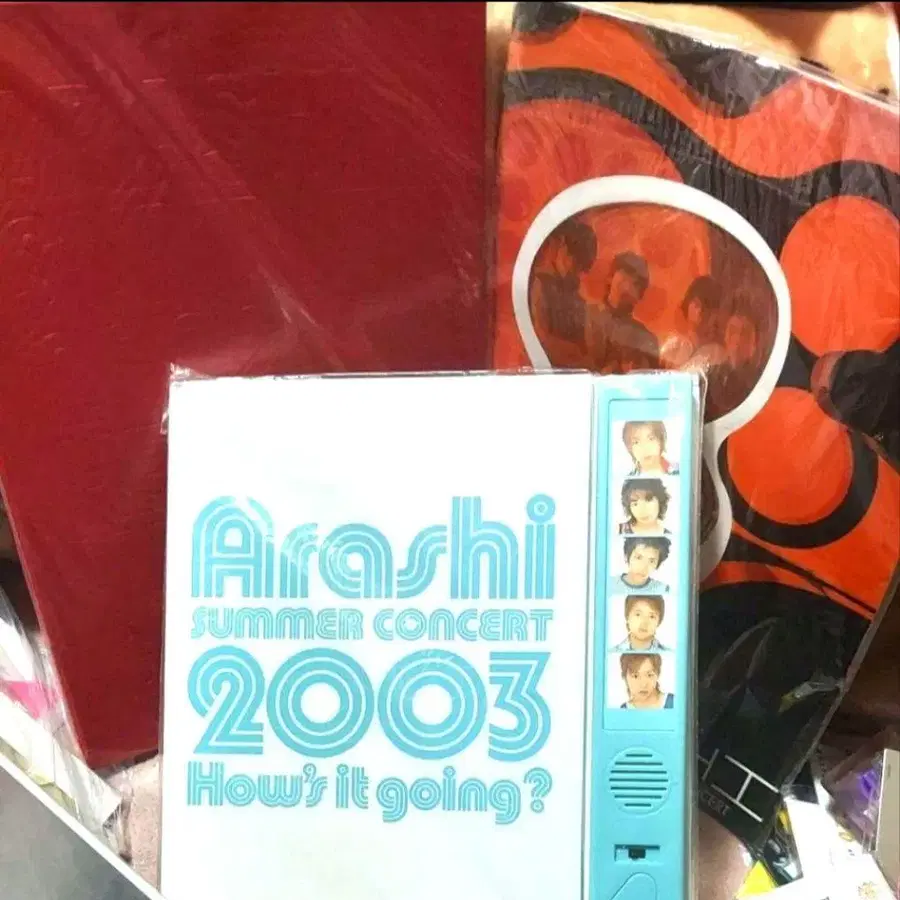 Arashi
SUMMER CONCERT
2003
How's it going?